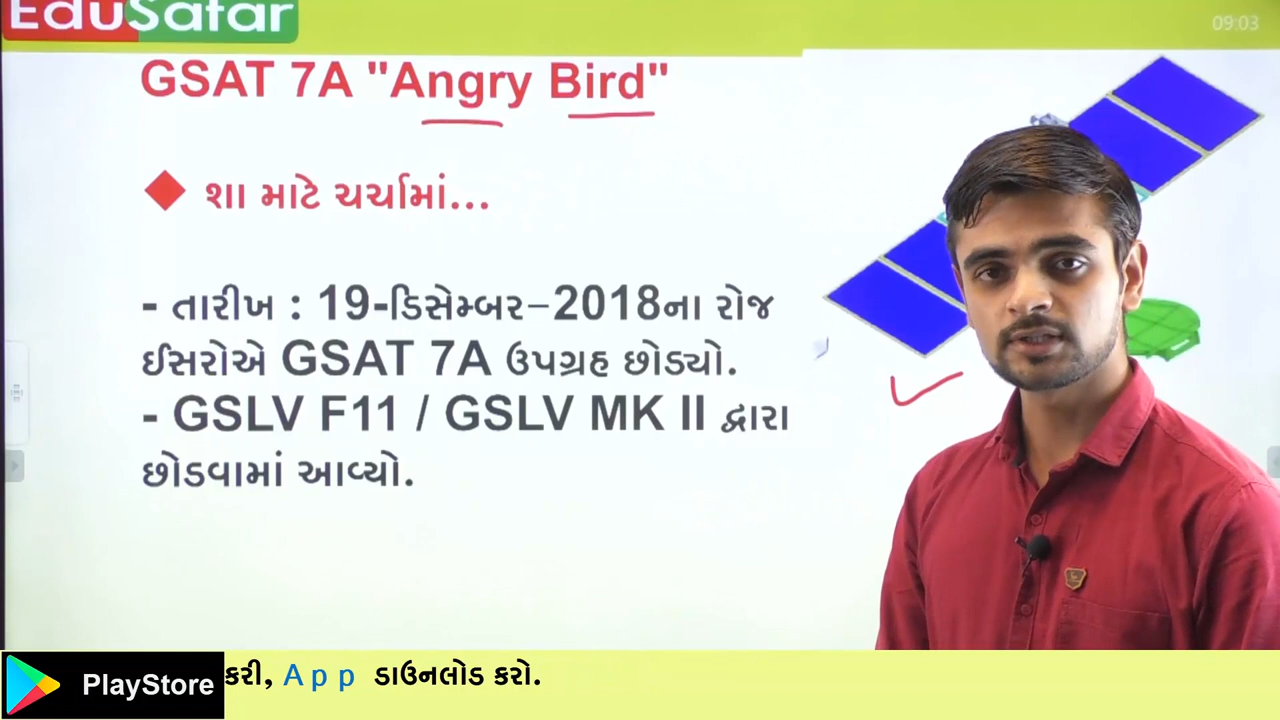 EduSafar
09:03
GSAT 7A "Angry Bird"
શા માટે ચર્ચામાં...
- તારીખ : 19-ડિસેમ્બર–2018ના રોજ
ઈસરોએ GSAT 7A ઉપગ્રહ છોડ્યો.
- GSLV F11 / GSLV MK II દ્વારા
છોડવામાં આવ્યો.
PlayStore કરી, App ડાઉનલોડ કરો.